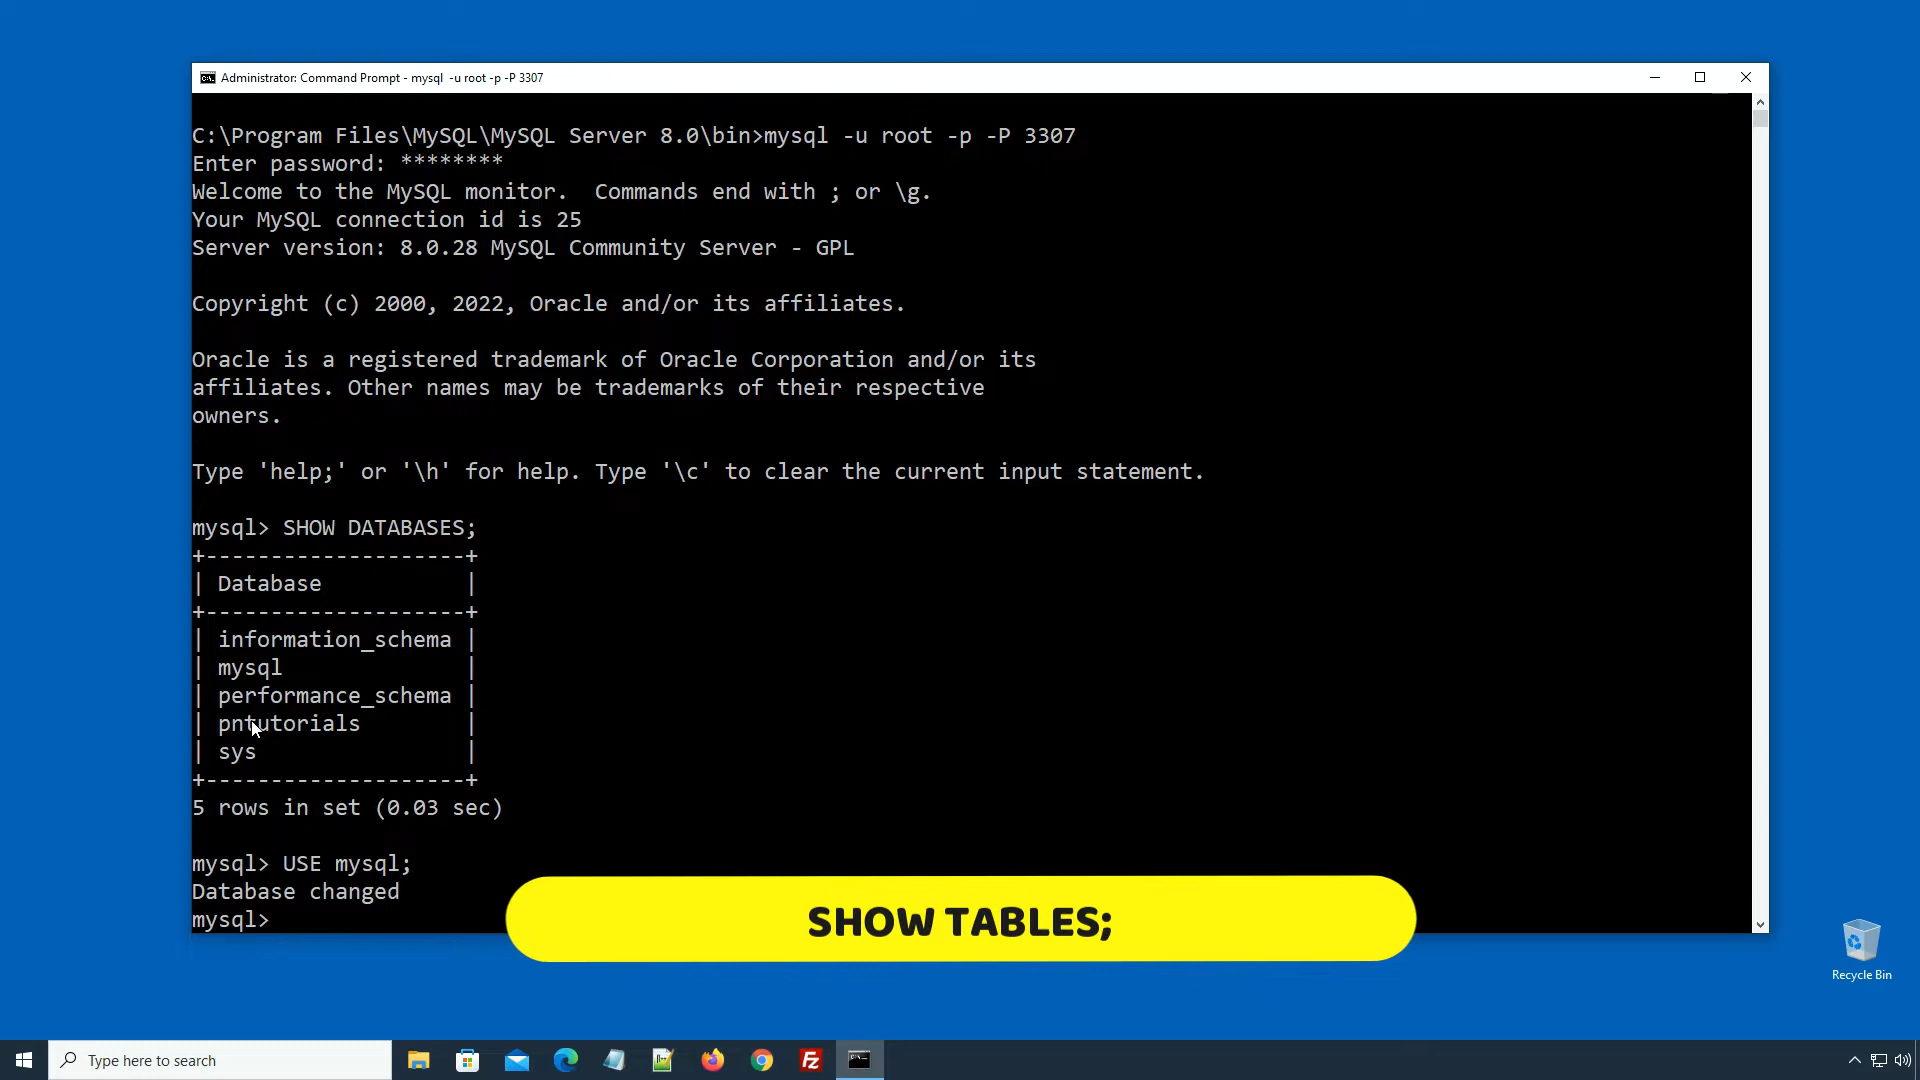 Administrator: Command Prompt - mysql  -u root -p -P 3307
C:\Program Files\MySQL\MySQL Server 8.0\bin>mysql -u root -p -P 3307
Enter password: ********
Welcome to the MySQL monitor.  Commands end with ; or \g.
Your MySQL connection id is 25
Server version: 8.0.28 MySQL Community Server - GPL
Copyright (c) 2000, 2022, Oracle and/or its affiliates.
Oracle is a registered trademark of Oracle Corporation and/or its
affiliates. Other names may be trademarks of their respective
owners.
Type 'help;' or '\h' for help. Type '\c' to clear the current input statement.
mysql> SHOW DATABASES;
+--------------------+
| Database           |
+--------------------+
| information_schema |
| mysql              |
| performance_schema |
| pntutorials        |
| sys                |
+--------------------+
5 rows in set (0.03 sec)
mysql> USE mysql;
Database changed
mysql>
SHOW TABLES;
Recycle Bin
Type here to search